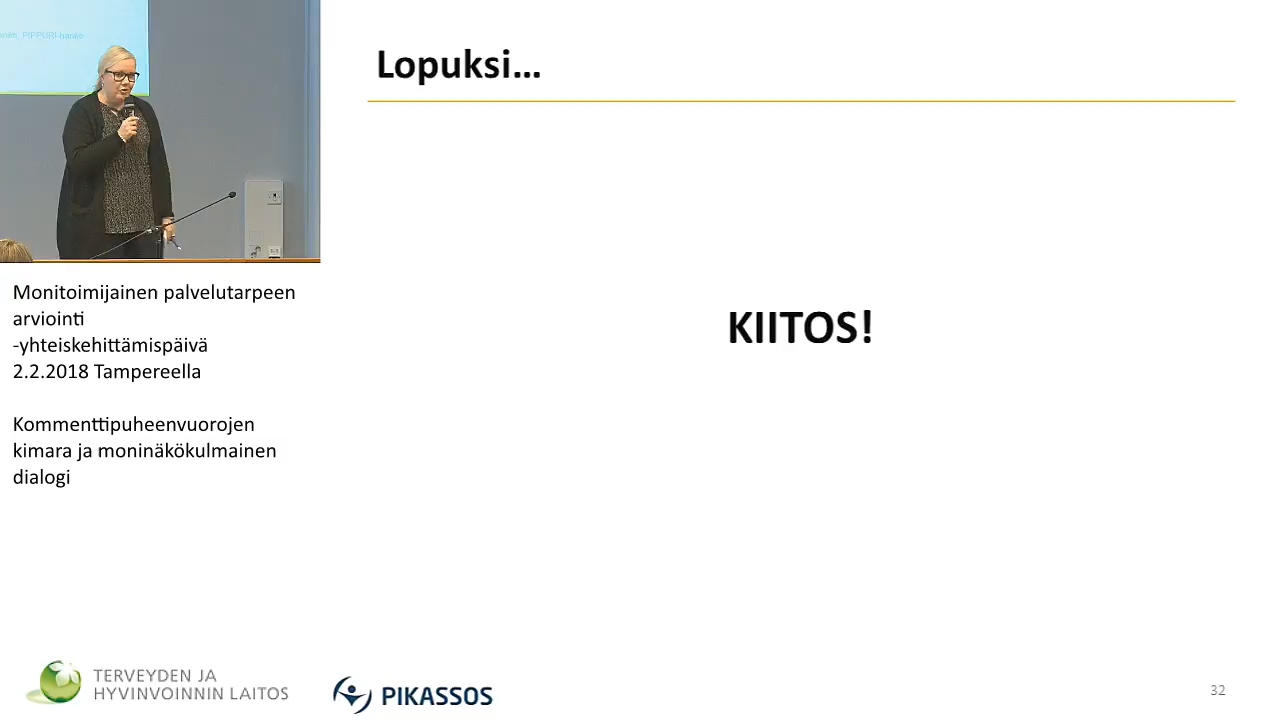 Lopuksi...
KIITOS!
Monitoimijainen palvelutarpeen
arviointi
-yhteiskehittämispäivä
2.2.2018 Tampereella
Kommenttipuheenvuorojen
kimara ja moninäkökulmainen
dialogi
TERVEYDEN JA
HYVINVOINNIN LAITOS
PIKASSOS
32